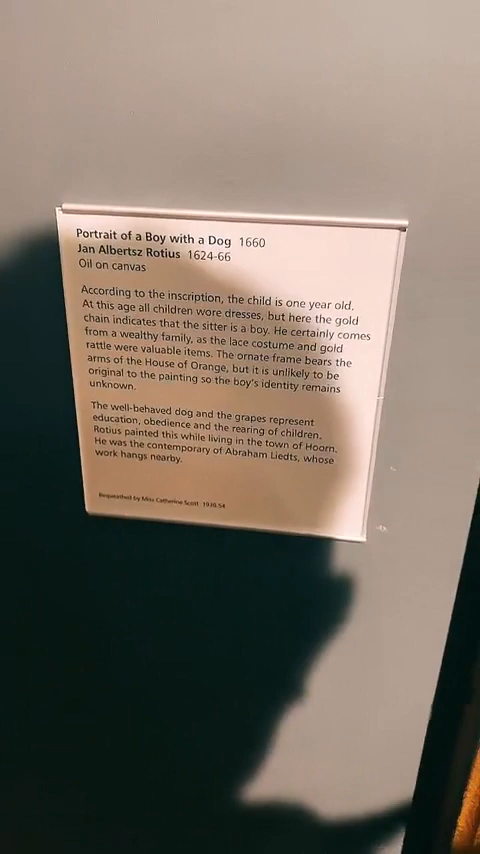 Portrait of a Boy with a Dog 1660
Jan Albertsz Rotius 1624-66
Oil on canvas
According to the inscription, the child is one year old.
At this age all children wore dresses, but here the gold
chain indicates that the sitter is a boy. He certainly comes
from a wealthy family, as the lace costume and gold
rattle were valuable items. The ornate frame bears the
arms of the House of Orange, but it is unlikely to be
original to the painting so the boy's identity remains
unknown.
The well-behaved dog and the grapes represent
education, obedience and the rearing of children.
Rotius painted this while living in the town of Hoorn.
He was the contemporary of Abraham Liedts, whose
work hangs nearby.
Bequeathed by Miss Catherine Scott 1930.54